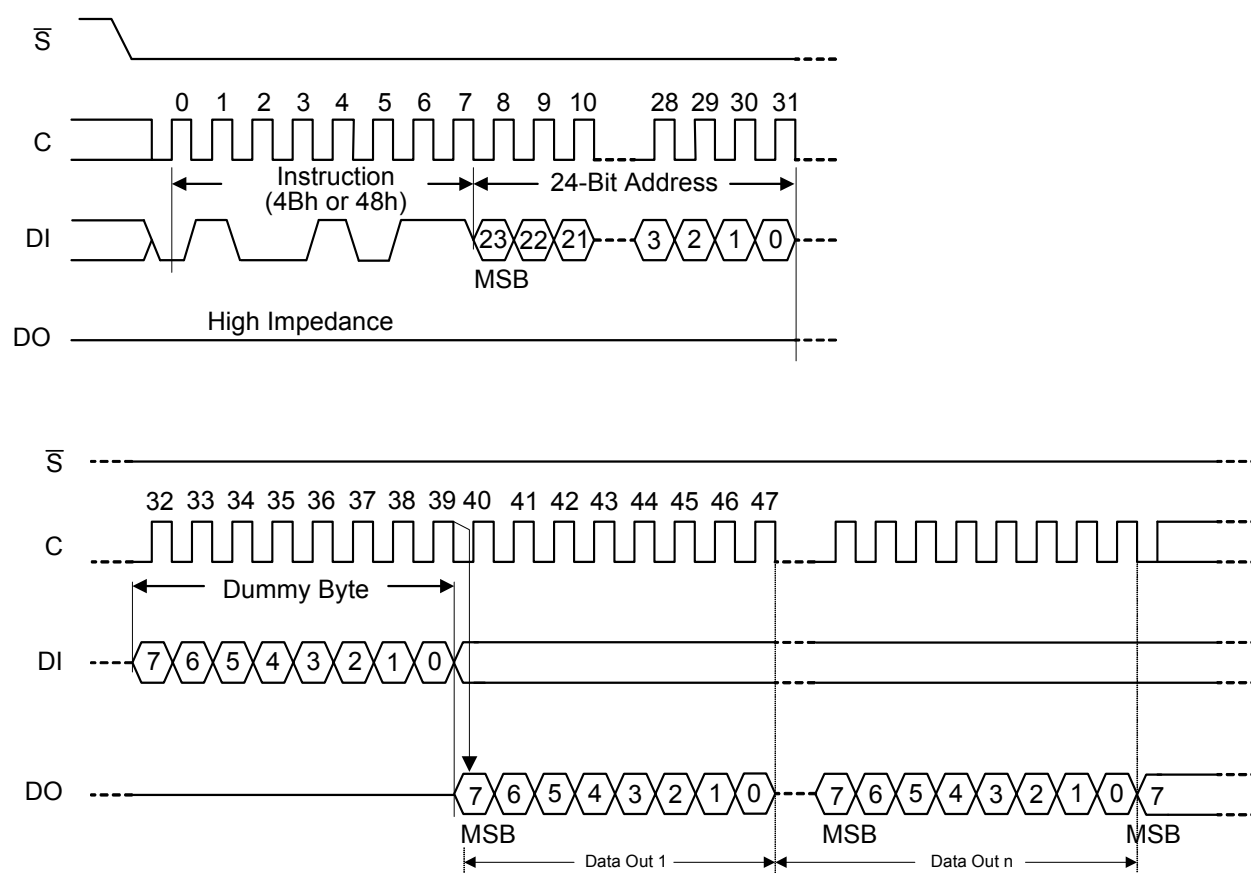 S
0 1 2 3 4 5 6 7 8 9 10 28 29 30 31
C
Instruction
(4Bh or 48h)
24-Bit Address
DI
23 22 21 3 2 1 0
MSB
High Impedance
DO
S
32 33 34 35 36 37 38 39 40 41 42 43 44 45 46 47
C
Dummy Byte
DI
7 6 5 4 3 2 1 0
DO
7 6 5 4 3 2 1 0 7 6 5 4 3 2 1 0 7
MSB MSB MSB
Data Out 1 Data Out n